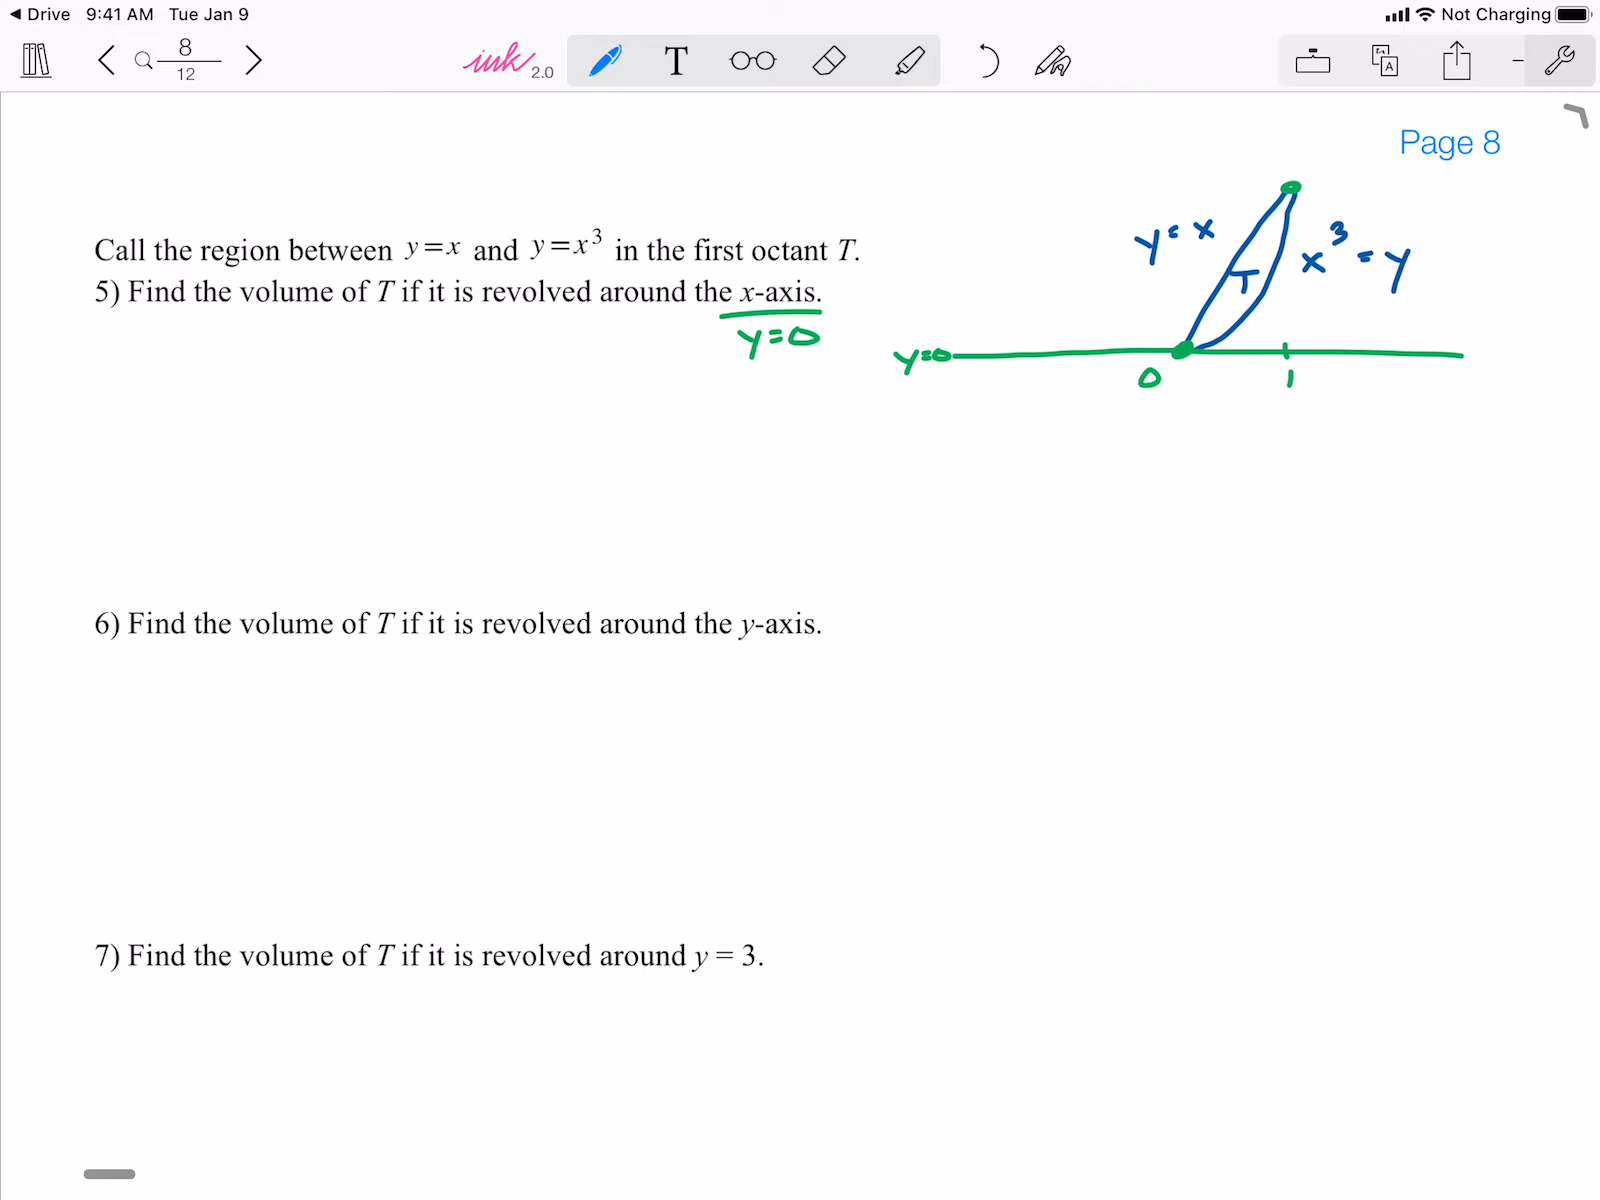 Drive 9:41 AM Tue Jan 9 Not Charging
8
12
ink 2.0 T A
Page 8
y=x x³=y
T
Call the region between y=x and y=x³ in the first octant T.
5) Find the volume of T if it is revolved around the x-axis.
y=0
y=0
0 1
6) Find the volume of T if it is revolved around the y-axis.
7) Find the volume of T if it is revolved around y = 3.